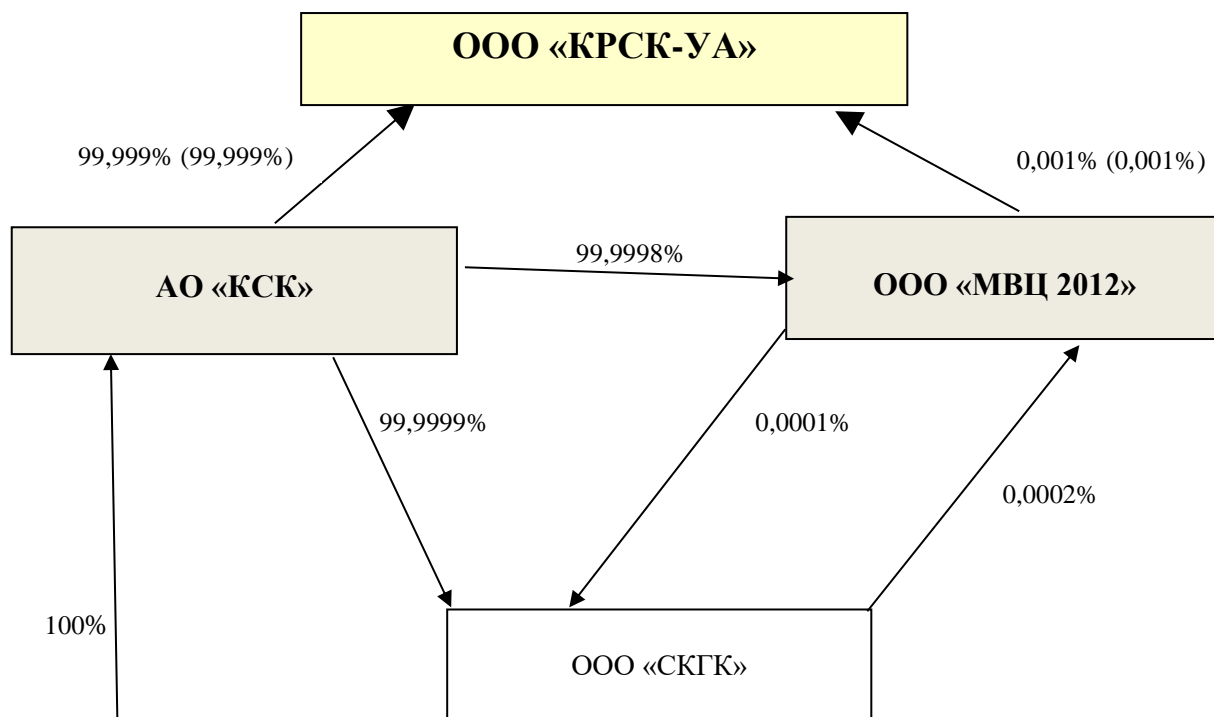 ООО «КРСК-УА»
99,999% (99,999%)
0,001% (0,001%)
АО «КСК»
99,9998%
ООО «МВЦ 2012»
99,9999%
0,0001%
0,0002%
100%
ООО «СКГК»